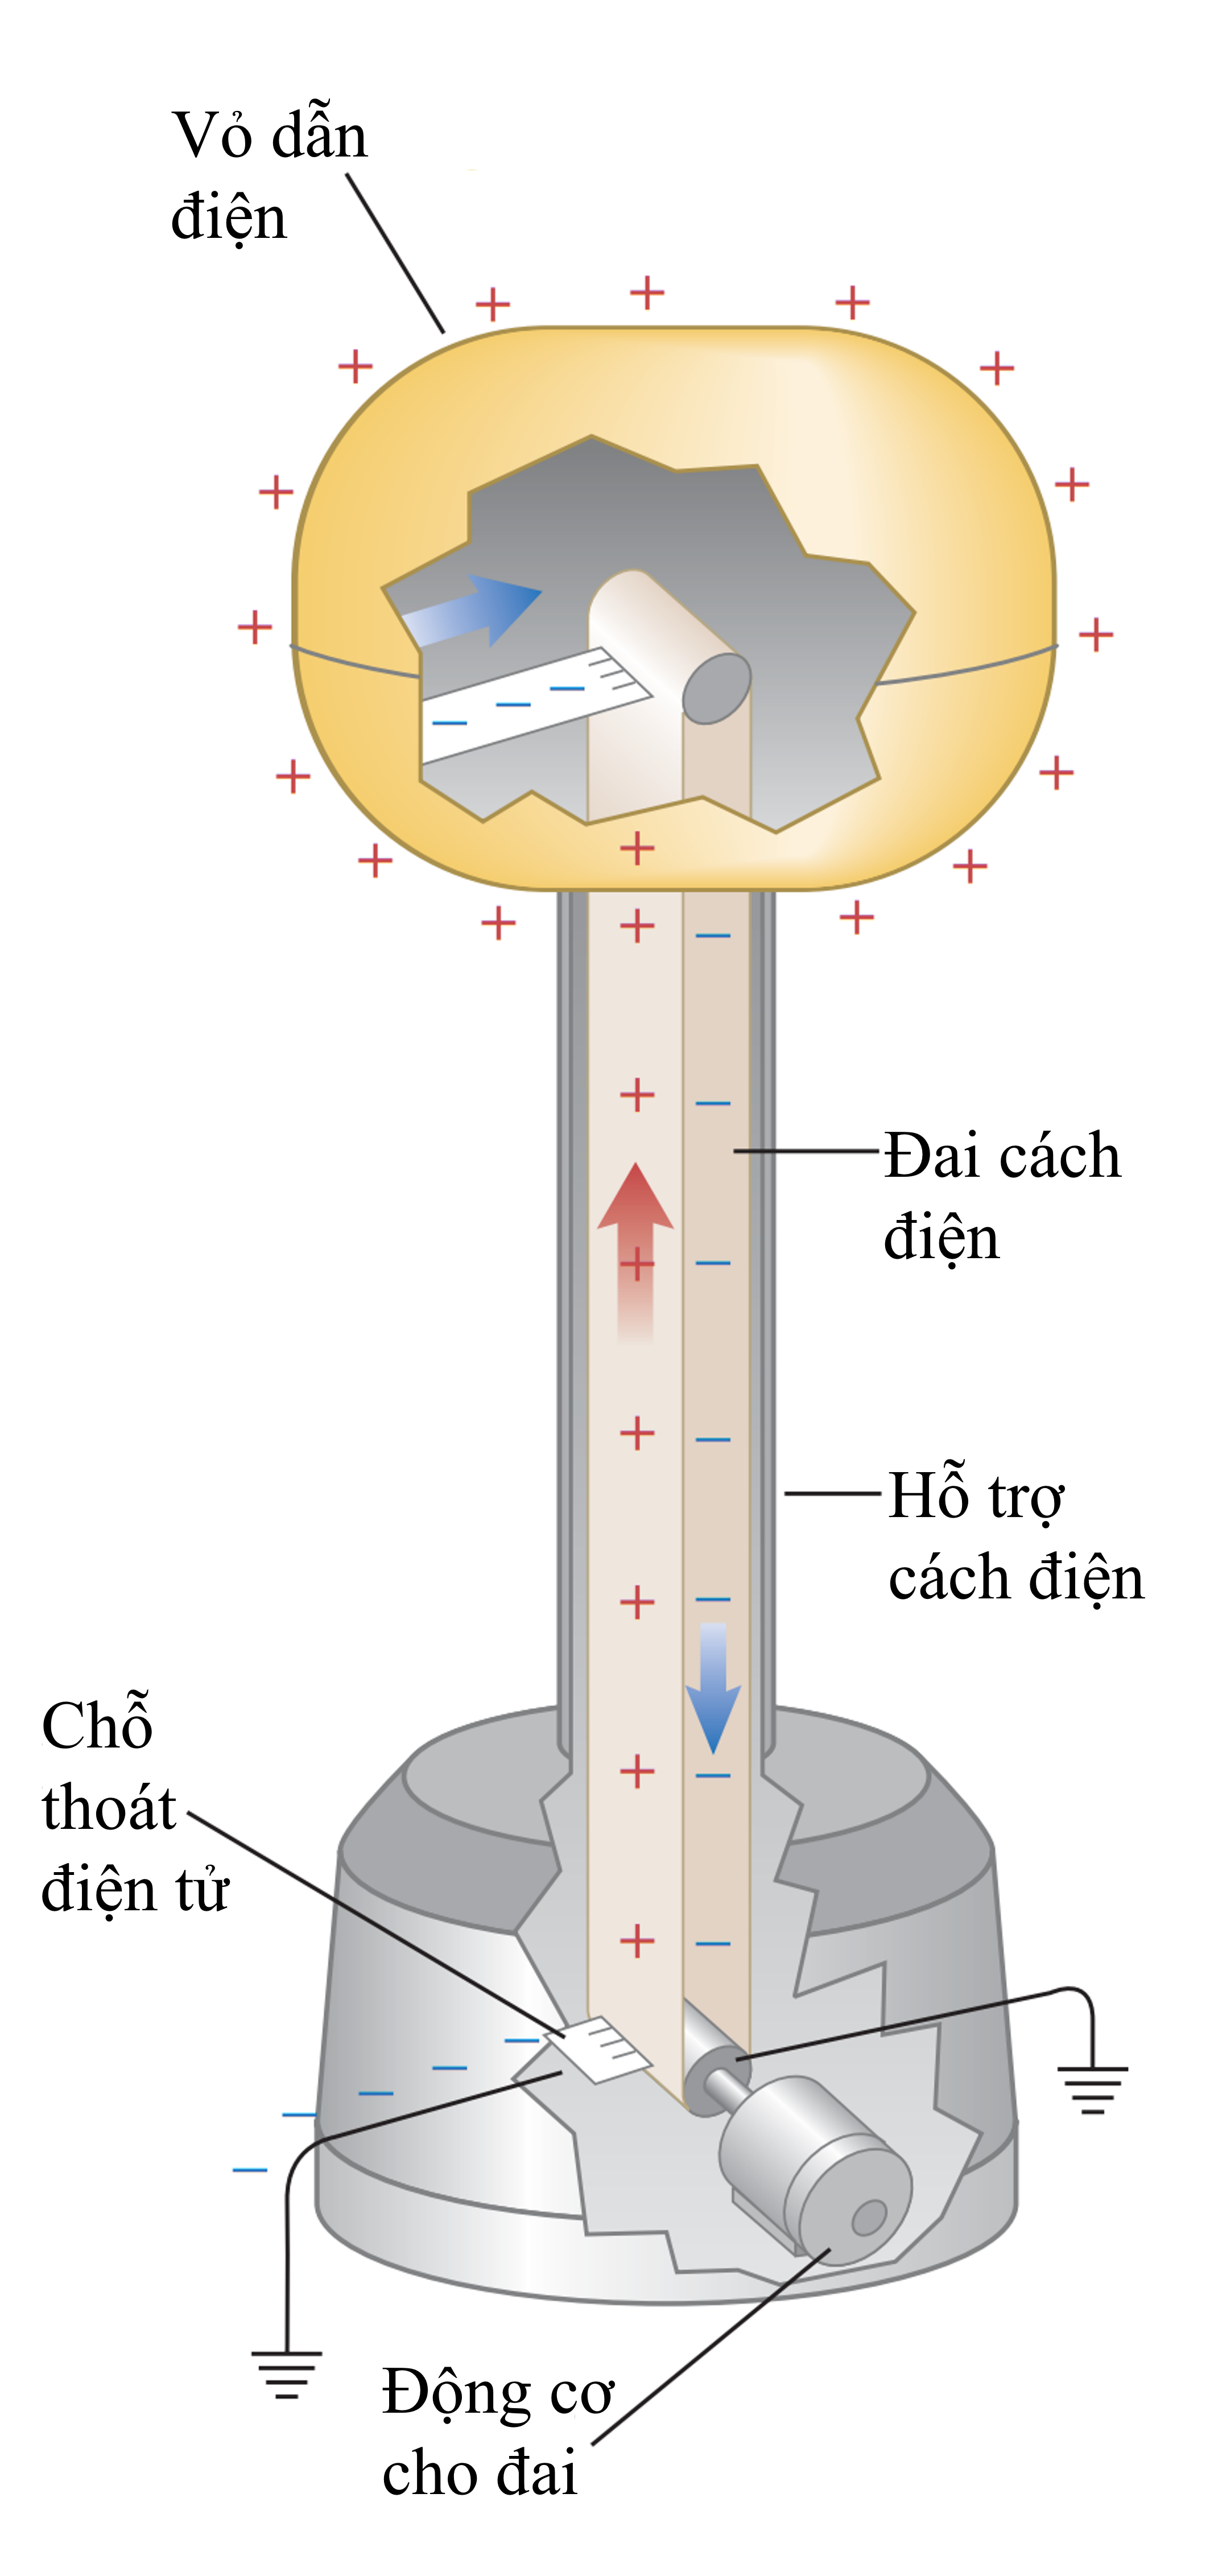 Vỏ dẫn
điện
Đai cách
điện
Hỗ trợ
cách điện
Chỗ
thoát
điện tử
Động cơ
cho đai